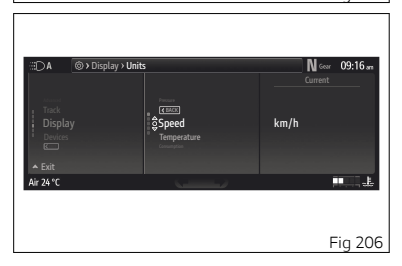 A Display > Units N Gear 09:16 am
Current
Pressure
Track < BACK
Display Speed km/h
Devices Temperature
Consumption
Exit
Air 24 °C
Fig 206